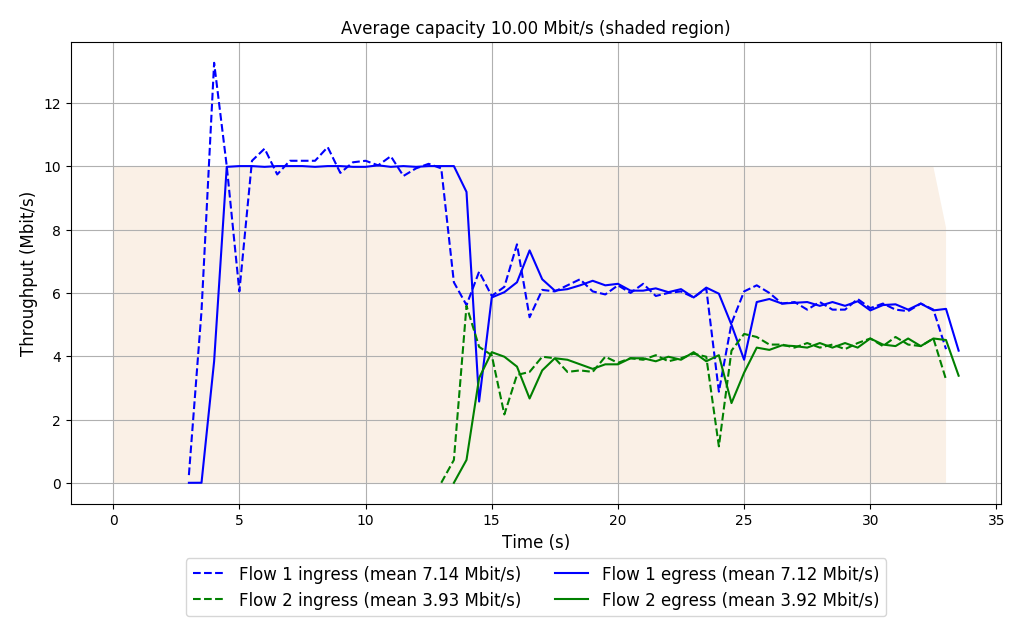 Average capacity 10.00 Mbit/s (shaded region)
Throughput (Mbit/s)
12
10
8
6
4
2
0
0 5 10 15 20 25 30 35
Time (s)
Flow 1 ingress (mean 7.14 Mbit/s) Flow 1 egress (mean 7.12 Mbit/s)
Flow 2 ingress (mean 3.93 Mbit/s) Flow 2 egress (mean 3.92 Mbit/s)